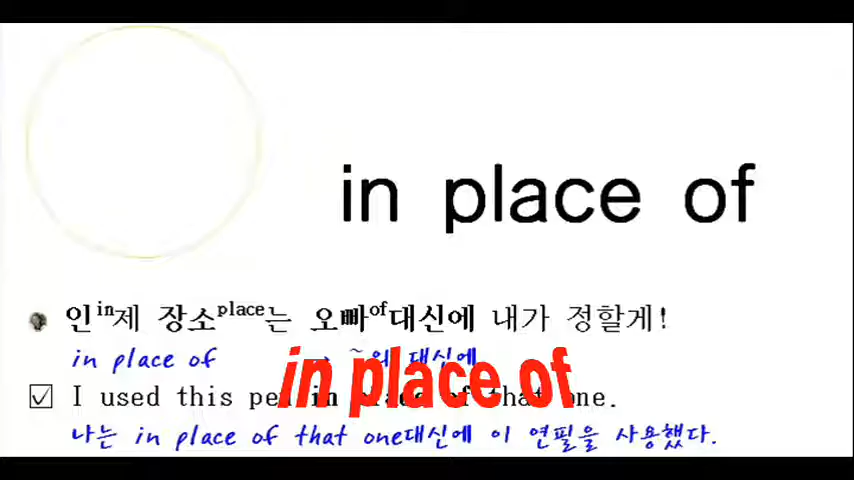 in place of
인in제 장소place는 오빠of대신에 내가 정할게!
in place of → ~의 대신에
in place of
I used this pen in place of that one.
나는 in place of that one대신에 이 연필을 사용했다.